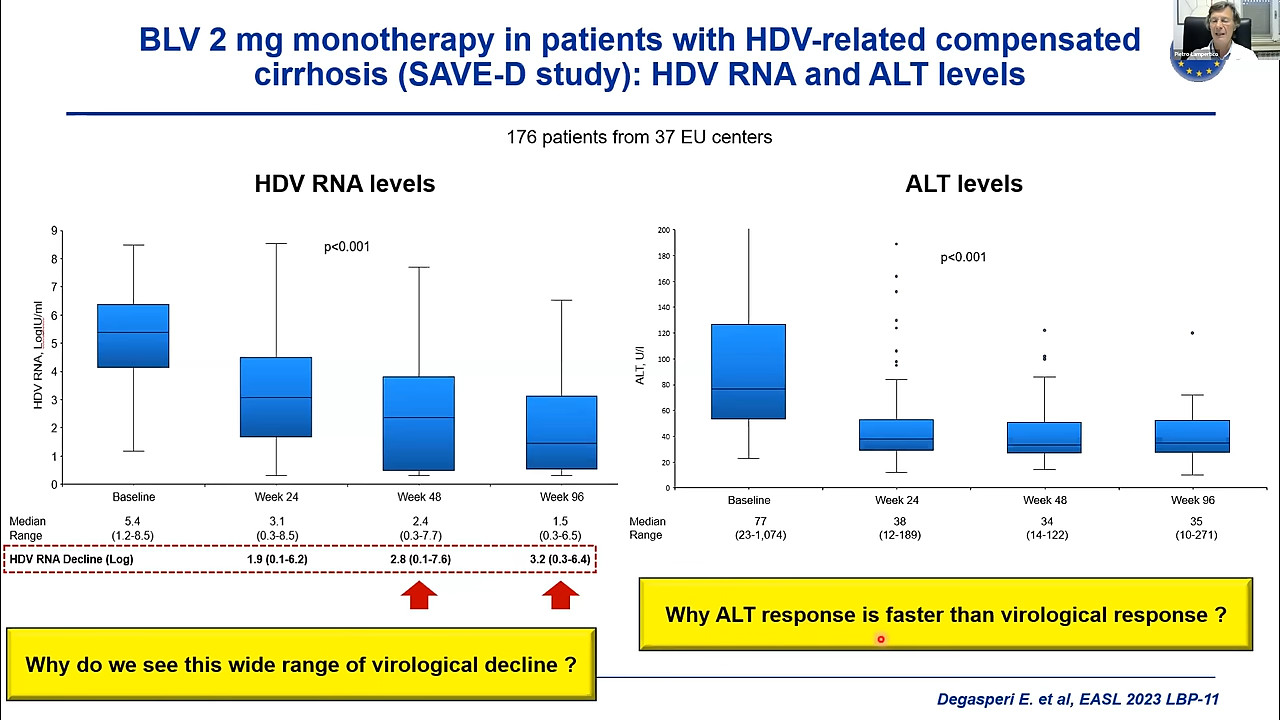 BLV 2 mg monotherapy in patients with HDV-related compensated
cirrhosis (SAVE-D study): HDV RNA and ALT levels
Pietro Lampertico
176 patients from 37 EU centers
HDV RNA levels
HDV RNA, LogIU/ml
9
8
7
6
5
4
3
2
1
0
p<0.001
Baseline Week 24 Week 48 Week 96
Median 5.4 3.1 2.4 1.5
Range (1.2-8.5) (0.3-8.5) (0.3-7.7) (0.3-6.5)
HDV RNA Decline (Log) 1.9 (0.1-6.2) 2.8 (0.1-7.6) 3.2 (0.3-6.4)
Why do we see this wide range of virological decline ?
ALT levels
ALT, U/l
200
180
160
140
120
100
80
60
40
20
0
p<0.001
Baseline Week 24 Week 48 Week 96
Median 77 38 34 35
Range (23-1,074) (12-189) (14-122) (10-271)
Why ALT response is faster than virological response ?
Degasperi E. et al, EASL 2023 LBP-11